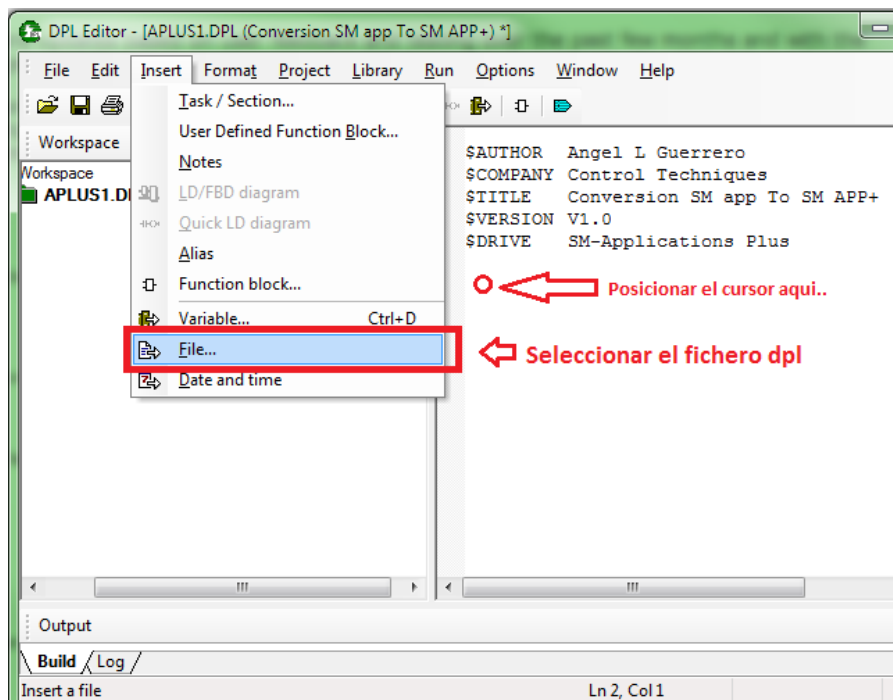 DPL Editor - [APLUS1.DPL (Conversion SM app To SM APP+) *]
File Edit Insert Format Project Library Run Options Window Help
Task / Section...
User Defined Function Block...
Notes
LD/FBD diagram
Quick LD diagram
Alias
Function block...
Variable... Ctrl+D
File...
Date and time
Workspace
Workspace
APLUS1.D
$AUTHOR Angel L Guerrero
$COMPANY Control Techniques
$TITLE Conversion SM app To SM APP+
$VERSION V1.0
$DRIVE SM-Applications Plus
Posicionar el cursor aqui..
Seleccionar el fichero dpl
Output
Build Log
Insert a file Ln 2, Col 1